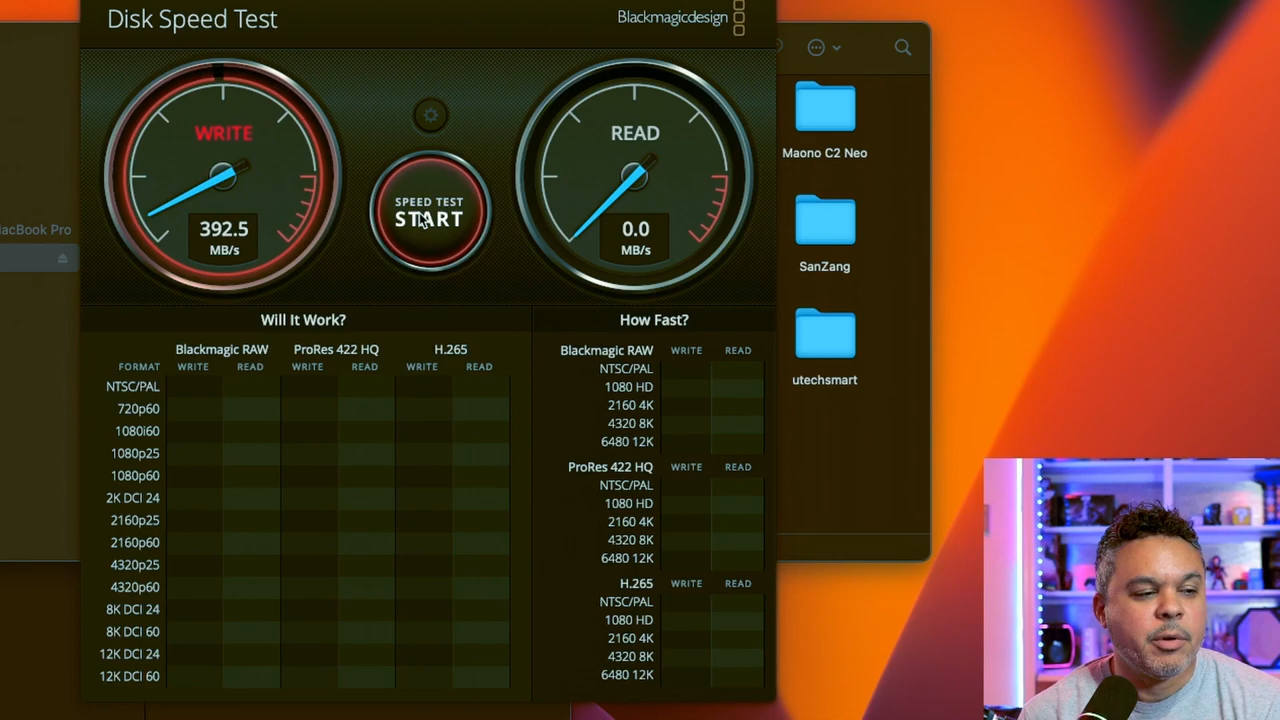 Disk Speed Test
Blackmagicdesign
WRITE
392.5
MB/s
SPEED TEST
START
READ
0.0
MB/s
Maono C2 Neo
SanZang
utechsmart
acBook Pro
Will It Work?
Blackmagic RAW ProRes 422 HQ H.265
FORMAT WRITE READ WRITE READ WRITE READ
NTSC/PAL
720p60
1080i60
1080p25
1080p60
2K DCI 24
2160p25
2160p60
4320p25
4320p60
8K DCI 24
8K DCI 60
12K DCI 24
12K DCI 60
How Fast?
Blackmagic RAW WRITE READ
NTSC/PAL
1080 HD
2160 4K
4320 8K
6480 12K
ProRes 422 HQ WRITE READ
NTSC/PAL
1080 HD
2160 4K
4320 8K
6480 12K
H.265 WRITE READ
NTSC/PAL
1080 HD
2160 4K
4320 8K
6480 12K